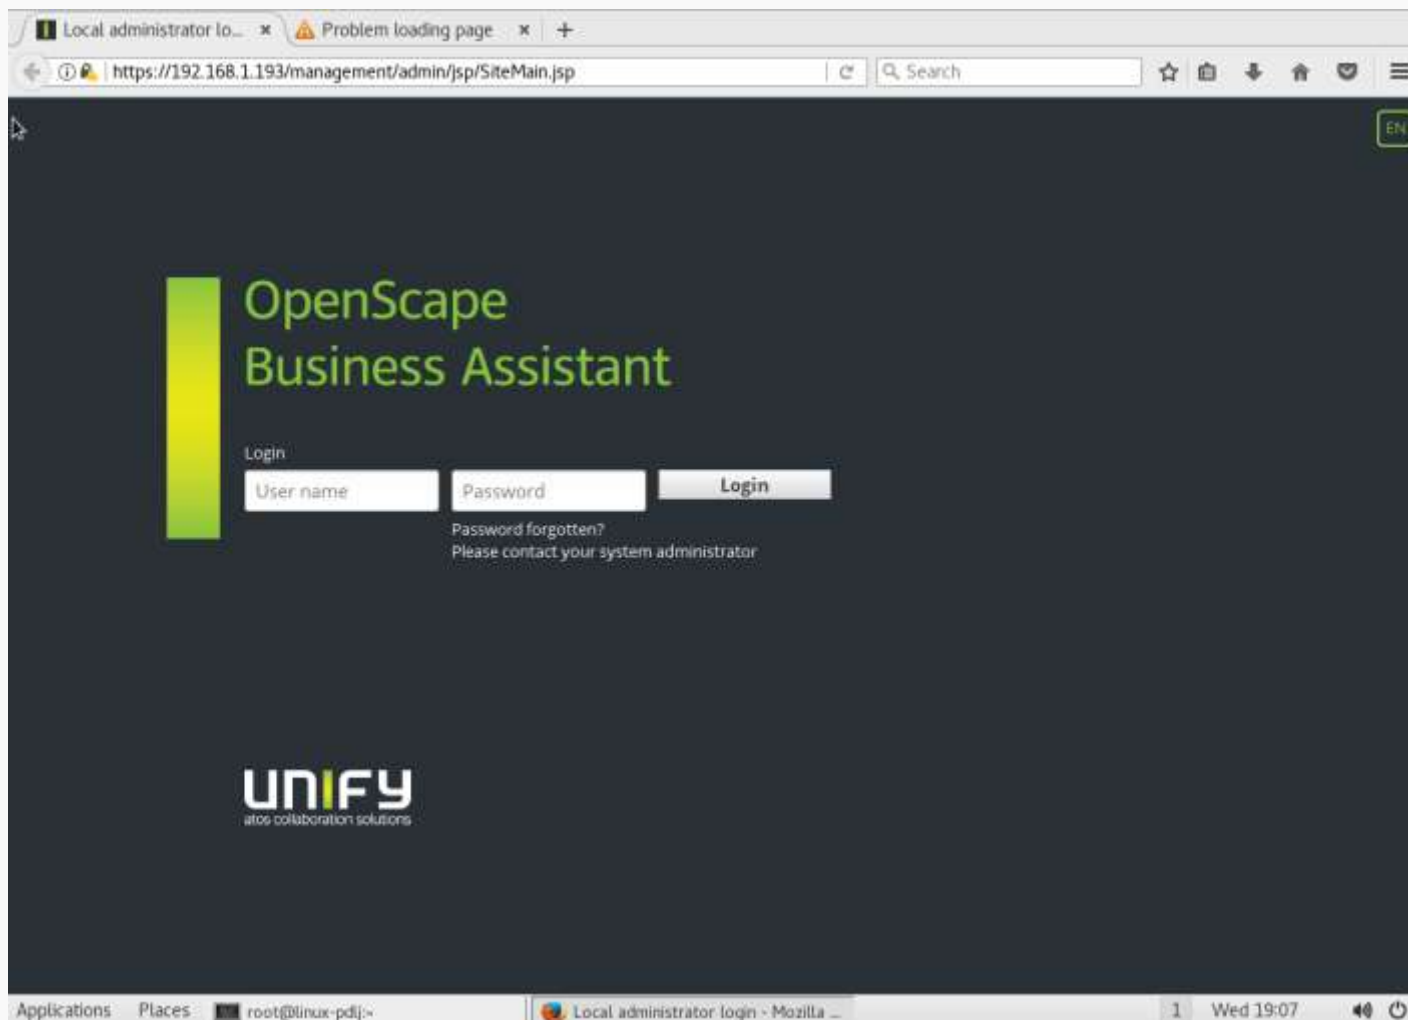 Local administrator lo...
Problem loading page
https://192.168.1.193/management/admin/jsp/SiteMain.jsp
Search
EN
OpenScape
Business Assistant
Login
User name
Password
Login
Password forgotten?
Please contact your system administrator
UNIFY
atos collaboration solutions
Applications
Places
root@linux-pdlj:~
Local administrator login - Mozilla ...
1
Wed 19:07